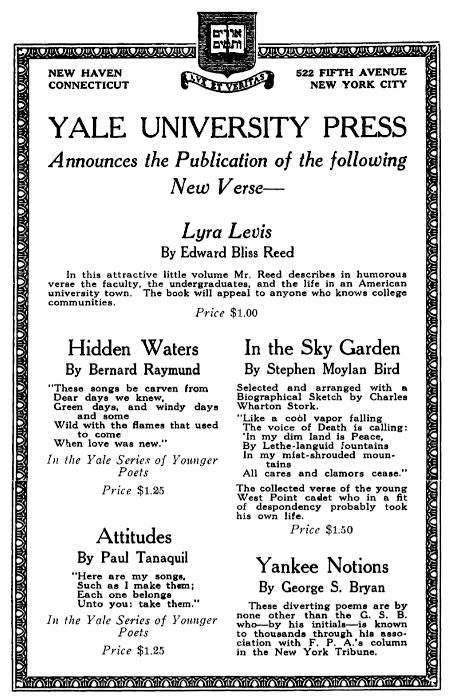 אורים
ותמים
LVX ET VERITAS
NEW HAVEN
CONNECTICUT
522 FIFTH AVENUE
NEW YORK CITY
YALE UNIVERSITY PRESS
Announces the Publication of the following
New Verse—
Lyra Levis
By Edward Bliss Reed
In this attractive little volume Mr. Reed describes in humorous
verse the faculty, the undergraduates, and the life in an American
university town. The book will appeal to anyone who knows college
communities.
Price $1.00
Hidden Waters
By Bernard Raymund
"These songs be carven from
Dear days we knew,
Green days, and windy days
and some
Wild with the flames that used
to come
When love was new."
In the Yale Series of Younger
Poets
Price $1.25
Attitudes
By Paul Tanaquil
"Here are my songs,
Such as I make them;
Each one belongs
Unto you: take them."
In the Yale Series of Younger
Poets
Price $1.25
In the Sky Garden
By Stephen Moylan Bird
Selected and arranged with a
Biographical Sketch by Charles
Wharton Stork.
"Like a cool vapor falling
The voice of Death is calling:
'In my dim land is Peace,
By Lethe-languid fountains
In my mist-shrouded moun-
tains
All cares and clamors cease."
The collected verse of the young
West Point cadet who in a fit
of despondency probably took
his own life.
Price $1.50
Yankee Notions
By George S. Bryan
These diverting poems are by
none other than the G. S. B.
who—by his initials—is known
to thousands through his asso-
ciation with F. P. A.'s column
in the New York Tribune.